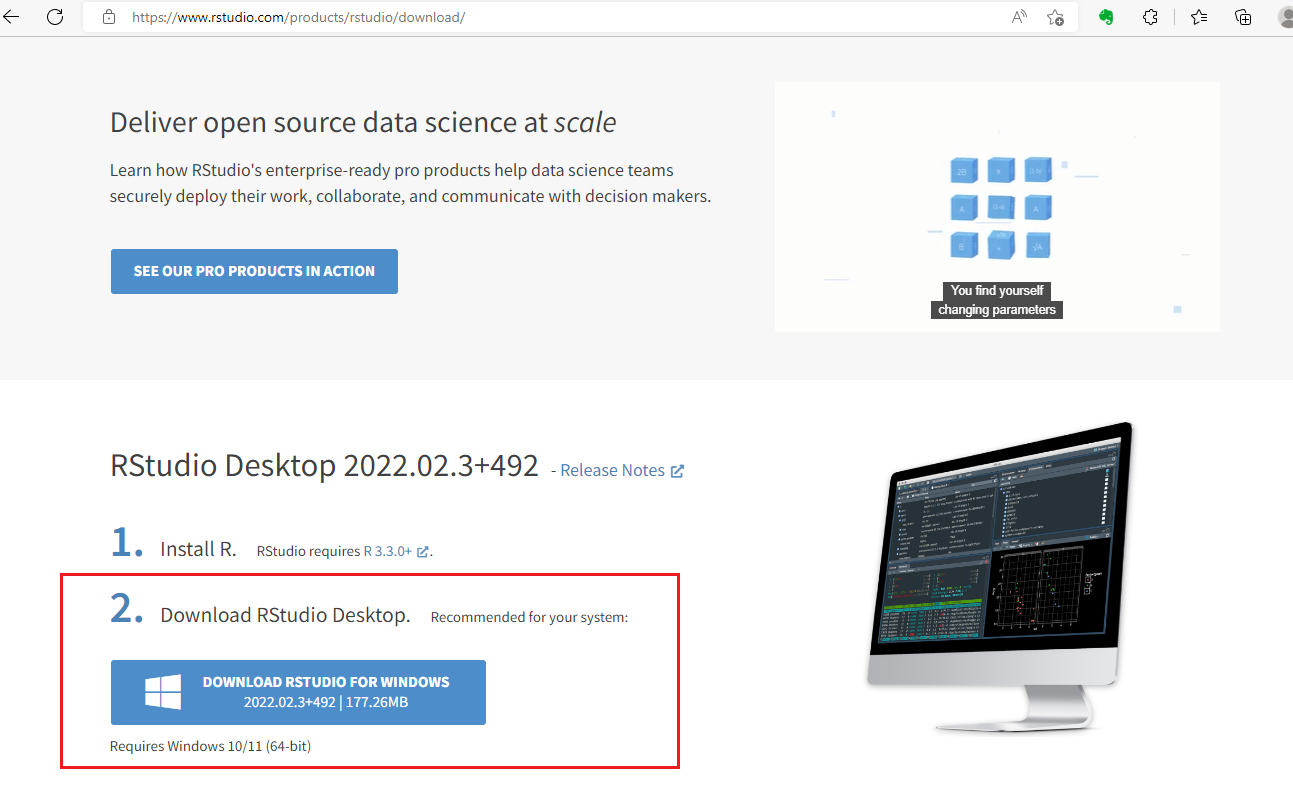 https://www.rstudio.com/products/rstudio/download/
Deliver open source data science at scale
Learn how RStudio's enterprise-ready pro products help data science teams
securely deploy their work, collaborate, and communicate with decision makers.
SEE OUR PRO PRODUCTS IN ACTION
You find yourself
changing parameters
RStudio Desktop 2022.02.3+492 - Release Notes
1. Install R. RStudio requires R 3.3.0+.
2. Download RStudio Desktop. Recommended for your system:
DOWNLOAD RSTUDIO FOR WINDOWS
2022.02.3+492 | 177.26MB
Requires Windows 10/11 (64-bit)